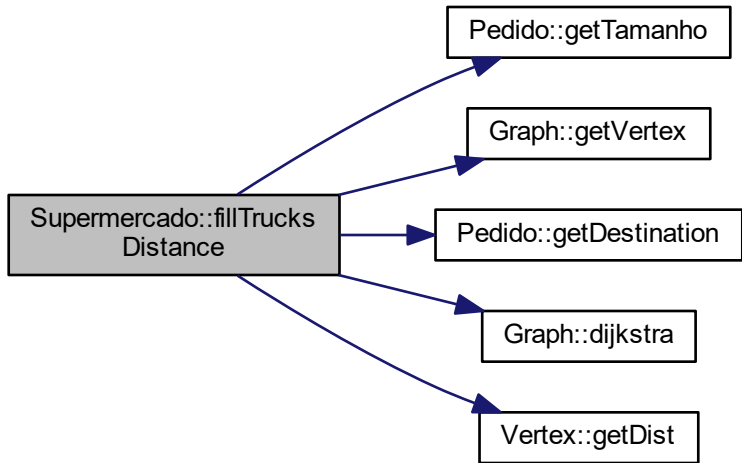 Pedido::getTamanho
Graph::getVertex
Supermercado::fillTrucks
Distance
Pedido::getDestination
Graph::dijkstra
Vertex::getDist